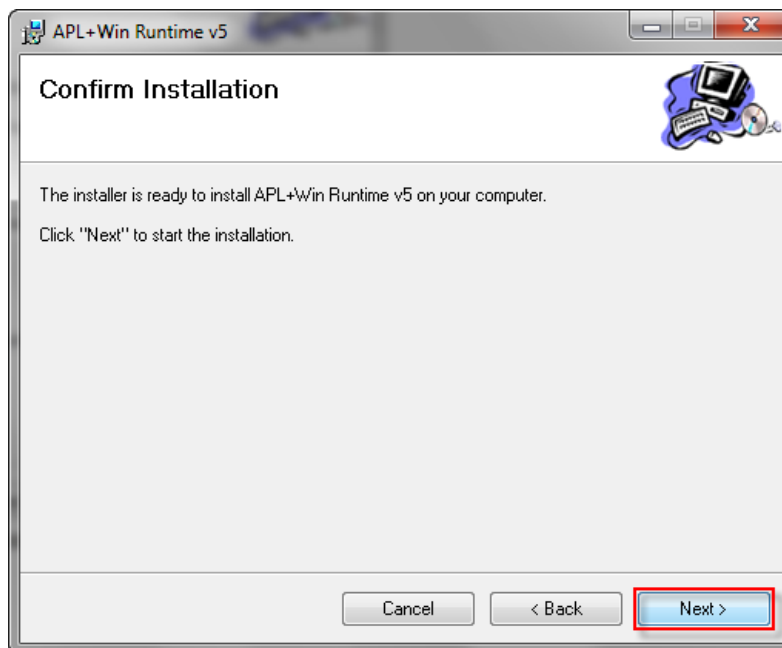 APL+Win Runtime v5
Confirm Installation
The installer is ready to install APL+Win Runtime v5 on your computer.
Click "Next" to start the installation.
Cancel
< Back
Next >